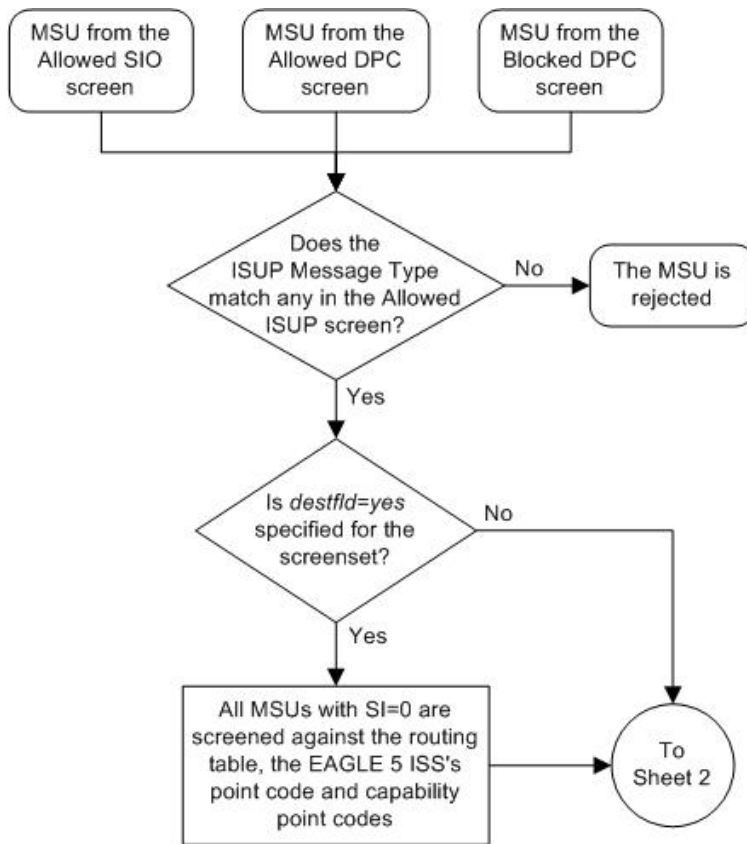 MSU from the
Allowed SIO
screen
MSU from the
Allowed DPC
screen
MSU from the
Blocked DPC
screen
Does the
ISUP Message Type
match any in the Allowed
ISUP screen?
No
The MSU is
rejected
Yes
Is destfld=yes
specified for the
screenset?
No
Yes
All MSUs with SI=0 are
screened against the routing
table, the EAGLE 5 ISS's
point code and capability
point codes
To
Sheet 2